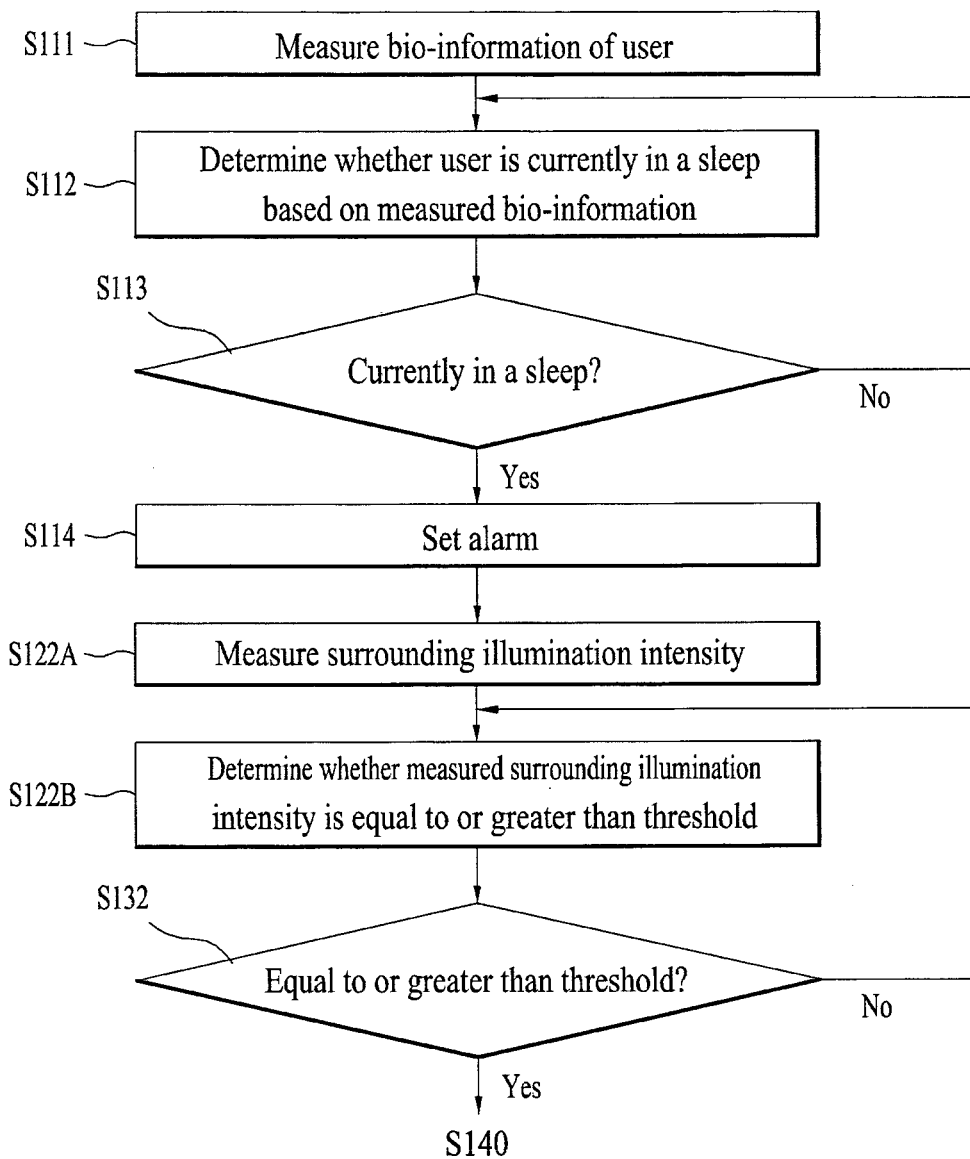 S111
Measure bio-information of user
S112
Determine whether user is currently in a sleep
based on measured bio-information
S113
Currently in a sleep?
No
Yes
S114
Set alarm
S122A
Measure surrounding illumination intensity
S122B
Determine whether measured surrounding illumination
intensity is equal to or greater than threshold
S132
Equal to or greater than threshold?
No
Yes
S140